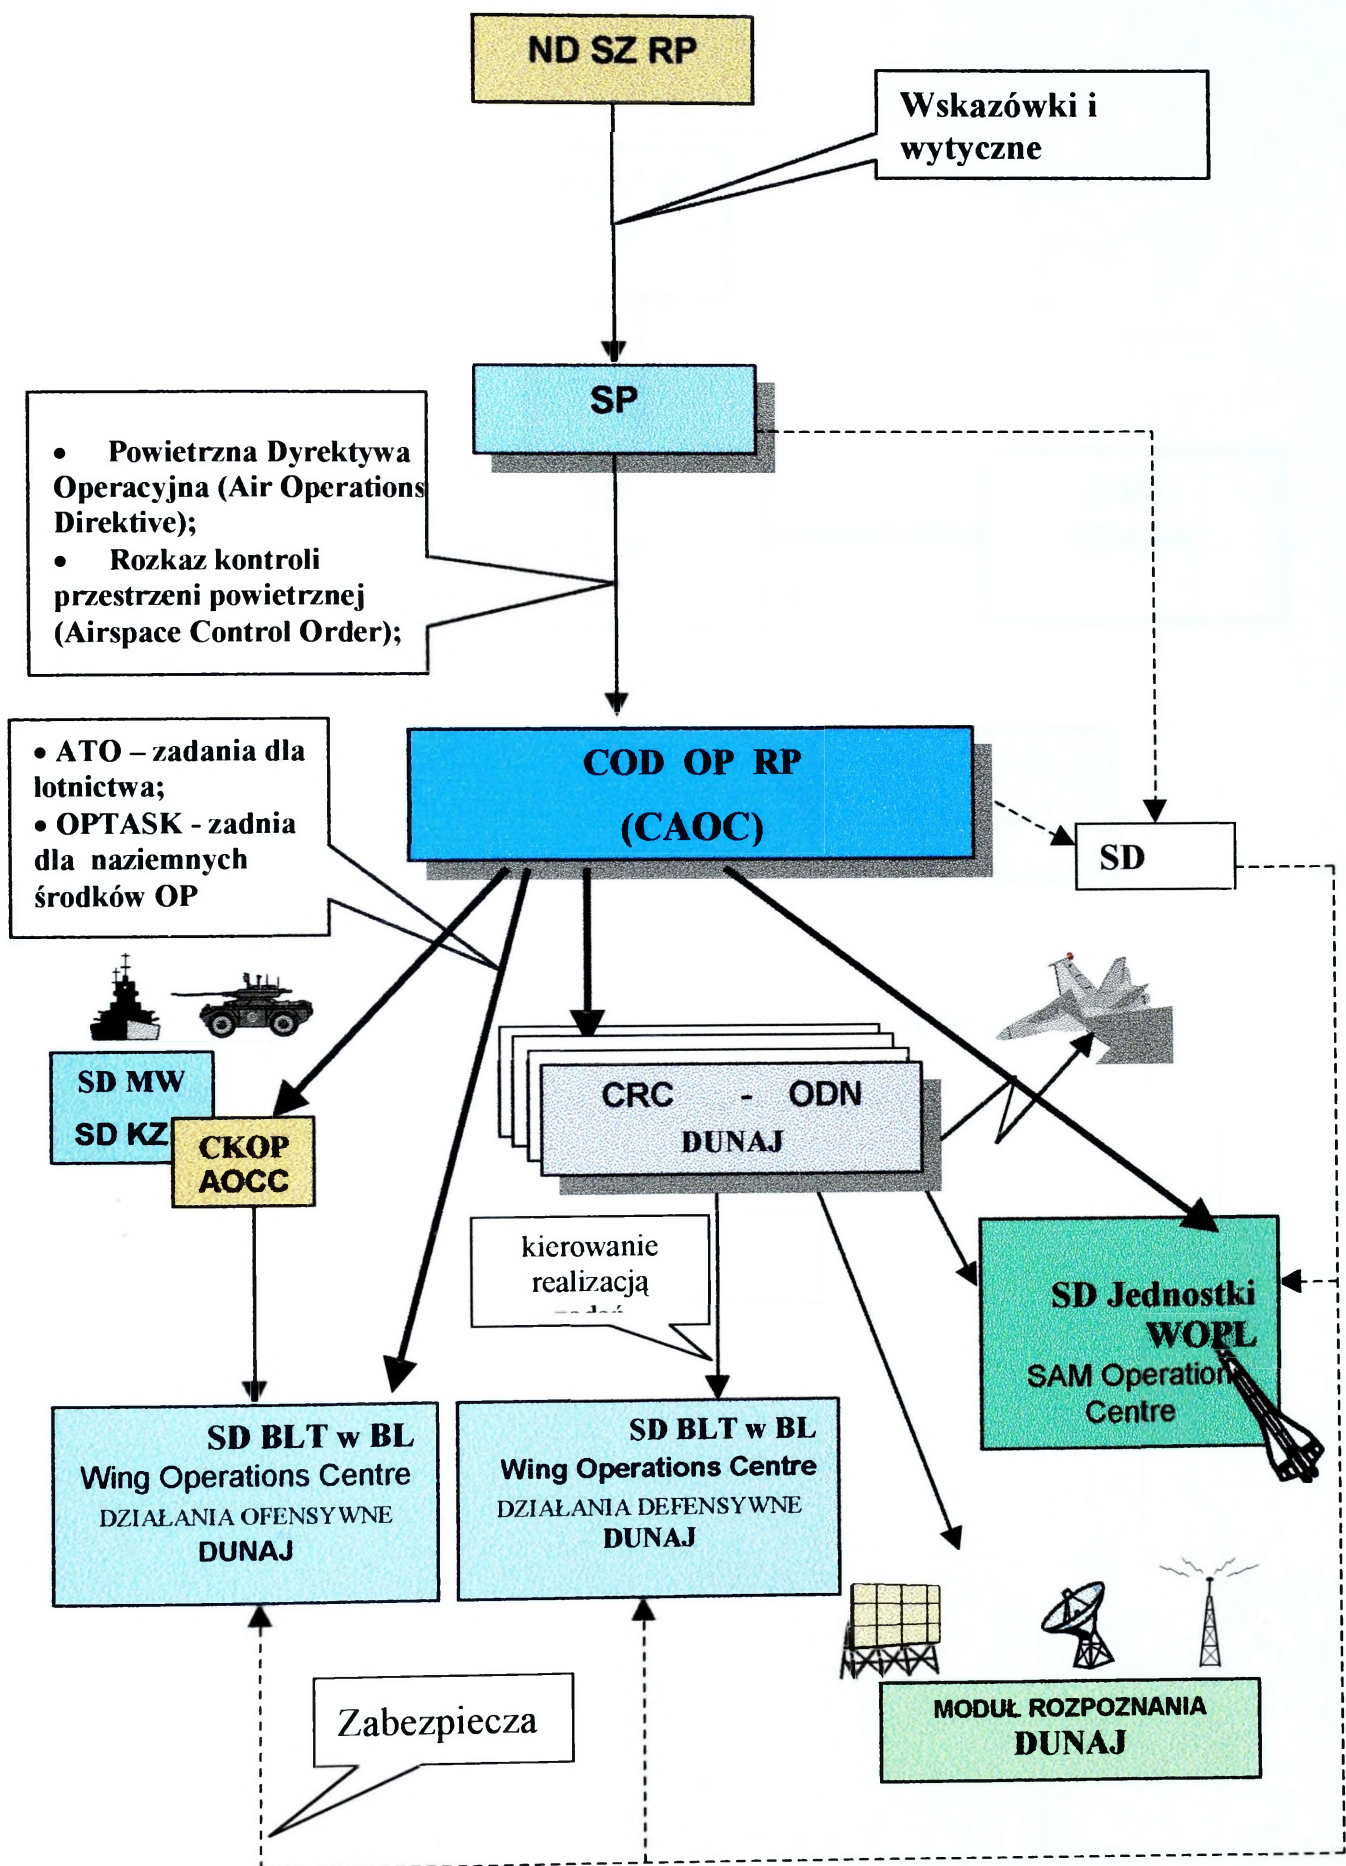 ND SZ RP
Wskazówki i
wytyczne
SP
• Powietrzna Dyrektywa
Operacyjna (Air Operations
Direktive);
• Rozkaz kontroli
przestrzeni powietrznej
(Airspace Control Order);
• ATO – zadania dla
lotnictwa;
• OPTASK - zadnia
dla naziemnych
środków OP
COD OP RP
(CAOC)
SD
SD MW
SD KZ
CKOP
AOCC
CRC - ODN
DUNAJ
kierowanie
realizacją
SD Jednostki
WOPL
SAM Operation
Centre
SD BLT w BL
Wing Operations Centre
DZIAŁANIA OFENSYWNE
DUNAJ
SD BLT w BL
Wing Operations Centre
DZIAŁANIA DEFENSYWNE
DUNAJ
MODUŁ ROZPOZNANIA
DUNAJ
Zabezpiecza